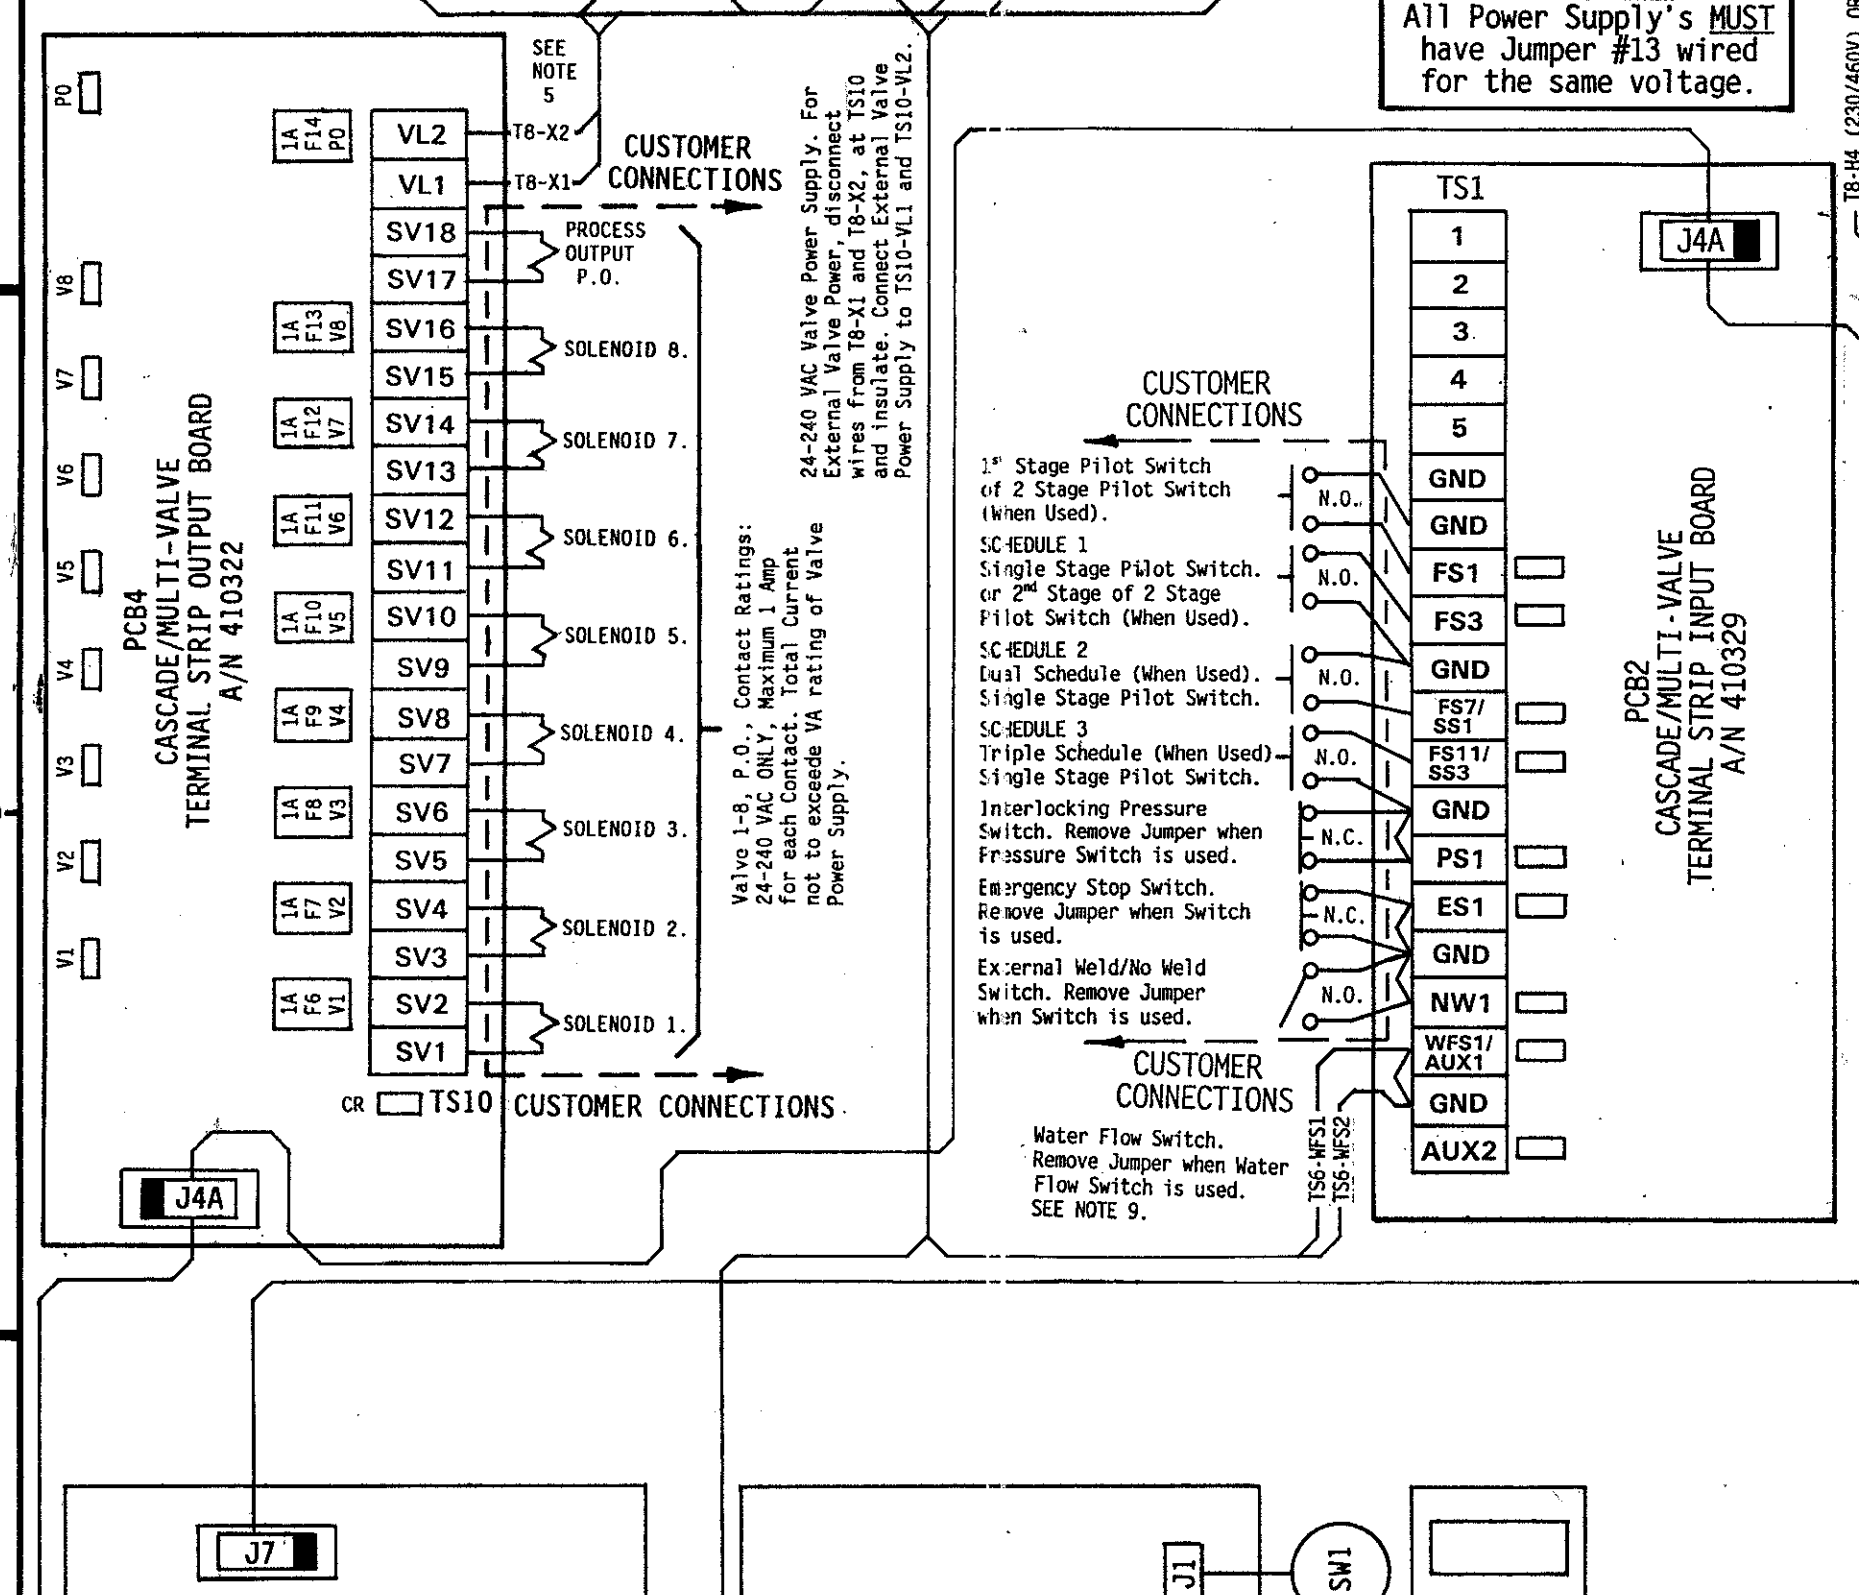 All Power Supply's MUST
have Jumper #13 wired
for the same voltage.
T8-H4 (230/460V) OR
SEE
NOTE
5
T8-X2
T8-X1
CUSTOMER
CONNECTIONS
P0
V8
V7
V6
V5
V4
V3
V2
V1
PCB4
CASCADE/MULTI-VALVE
TERMINAL STRIP OUTPUT BOARD
A/N 410322
1A
F14
PO
1A
F13
V8
1A
F12
V7
1A
F11
V6
1A
F10
V5
1A
F9
V4
1A
F8
V3
1A
F7
V2
1A
F6
V1
VL2
VL1
SV18
SV17
SV16
SV15
SV14
SV13
SV12
SV11
SV10
SV9
SV8
SV7
SV6
SV5
SV4
SV3
SV2
SV1
PROCESS
OUTPUT
P.O.
SOLENOID 8.
SOLENOID 7.
SOLENOID 6.
SOLENOID 5.
SOLENOID 4.
SOLENOID 3.
SOLENOID 2.
SOLENOID 1.
CR
TS10
CUSTOMER CONNECTIONS
J4A
24-240 VAC Valve Power Supply. For
External Valve Power, disconnect
wires from T8-X1 and T8-X2, at TS10
and insulate. Connect External Valve
Power Supply to TS10-VL1 and TS10-VL2.
Valve 1-8, P.O., Contact Ratings:
24-240 VAC ONLY, Maximum 1 Amp
for each Contact. Total Current
not to excede VA rating of Valve
Power Supply.
CUSTOMER
CONNECTIONS
1st Stage Pilot Switch
of 2 Stage Pilot Switch
(When Used).
N.O.
SCHEDULE 1
Single Stage Pilot Switch.
or 2nd Stage of 2 Stage
Pilot Switch (When Used).
N.O.
SCHEDULE 2
Dual Schedule (When Used).
Single Stage Pilot Switch.
N.O.
SCHEDULE 3
Triple Schedule (When Used)
Single Stage Pilot Switch.
N.O.
Interlocking Pressure
Switch. Remove Jumper when
Pressure Switch is used.
N.C.
Emergency Stop Switch.
Remove Jumper when Switch
is used.
N.C.
External Weld/No Weld
Switch. Remove Jumper
when Switch is used.
N.O.
CUSTOMER
CONNECTIONS
Water Flow Switch.
Remove Jumper when Water
Flow Switch is used.
SEE NOTE 9.
TS6-WFS1
TS6-WFS2
TS1
1
2
3
4
5
GND
GND
FS1
FS3
GND
FS7/
SS1
FS11/
SS3
GND
PS1
ES1
GND
NW1
WFS1/
AUX1
GND
AUX2
J4A
PCB2
CASCADE/MULTI-VALVE
TERMINAL STRIP INPUT BOARD
A/N 410329
J7
J1
SW1